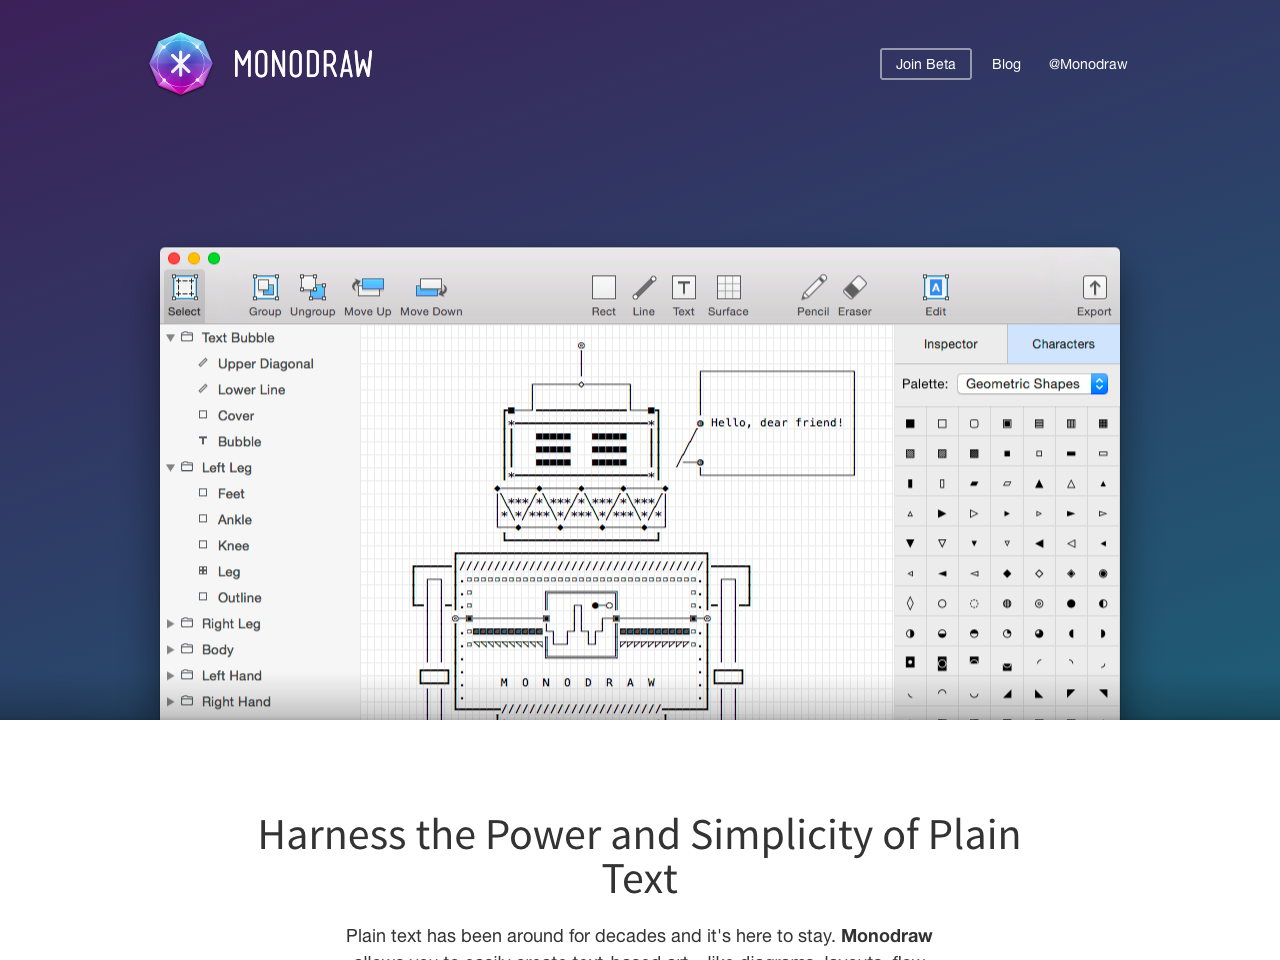 MONODRAW
Join Beta
Blog
@Monodraw
Select
Group
Ungroup
Move Up
Move Down
Rect
Line
Text
Surface
Pencil
Eraser
Edit
Export
Text Bubble
Upper Diagonal
Lower Line
Cover
Bubble
Left Leg
Feet
Ankle
Knee
Leg
Outline
Right Leg
Body
Left Hand
Right Hand
Hello, dear friend!
M O N O D R A W
Inspector
Characters
Palette:
Geometric Shapes
Harness the Power and Simplicity of Plain
Text
Plain text has been around for decades and it's here to stay. Monodraw